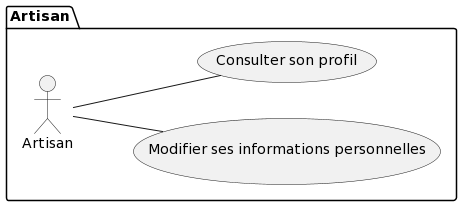 Artisan
Consulter son profil
Artisan
Modifier ses informations personnelles